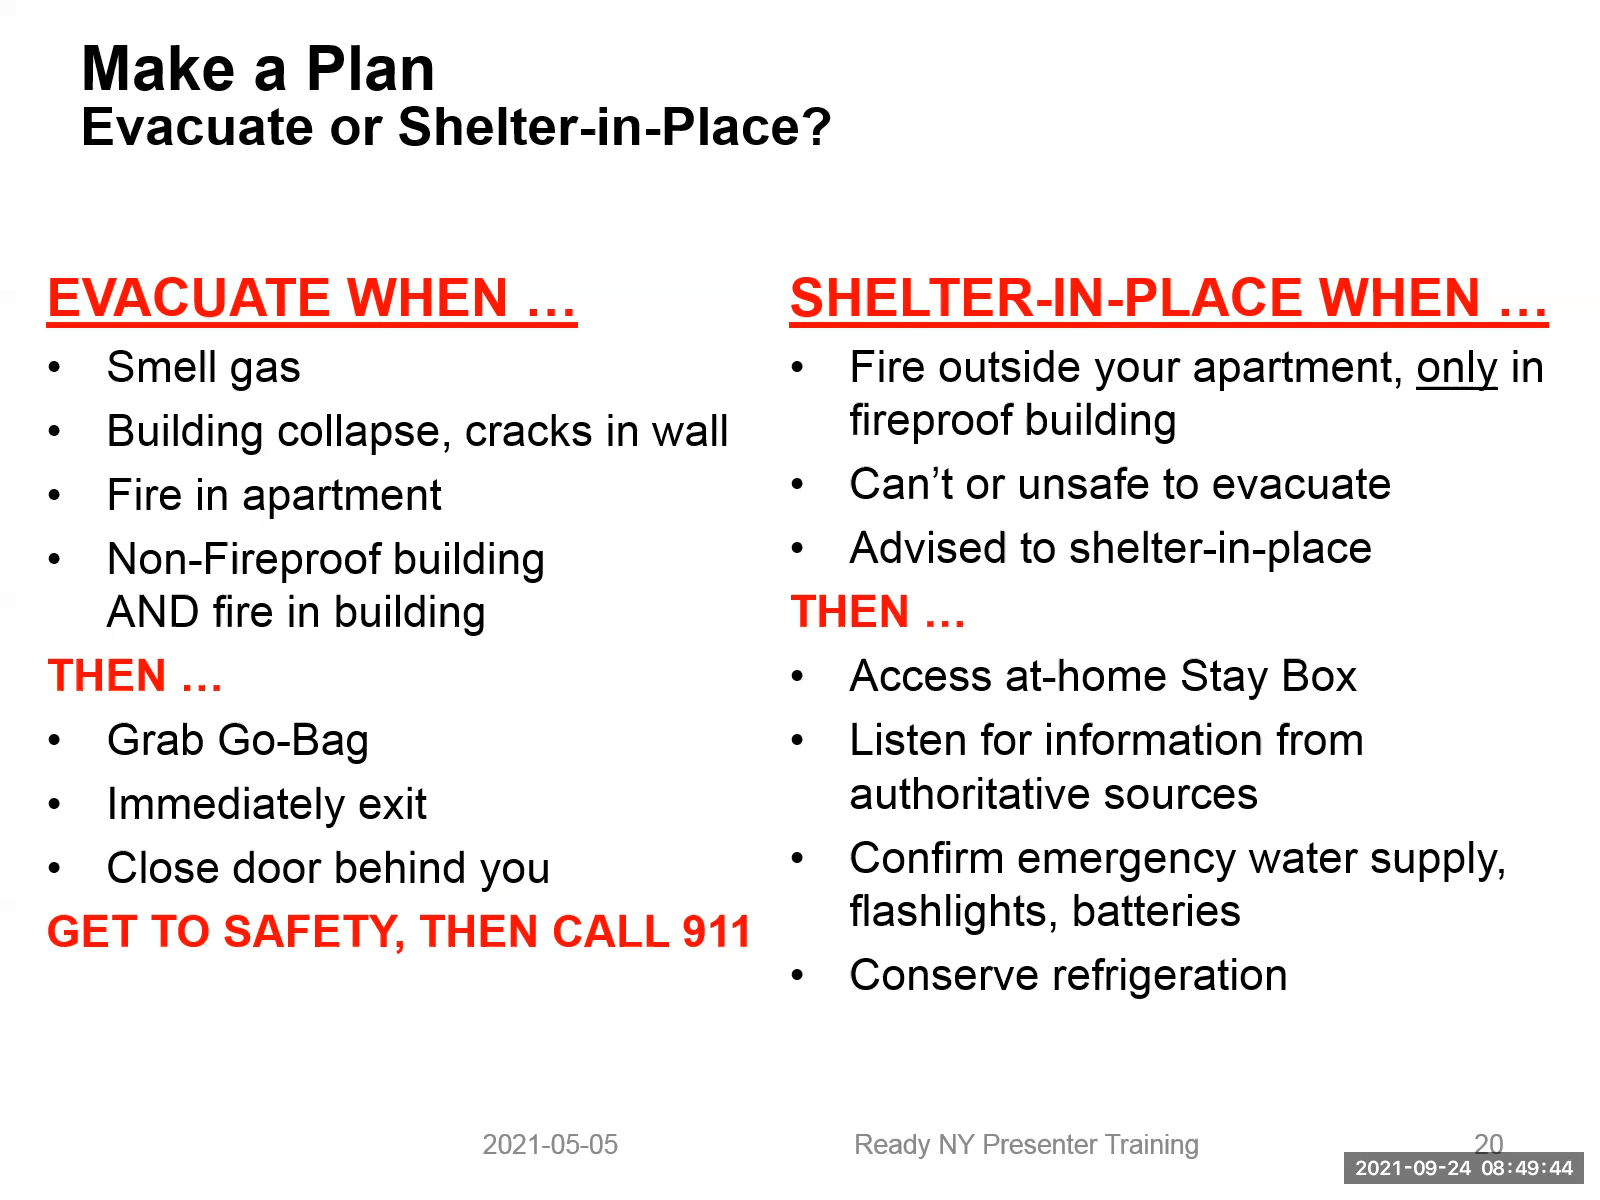 Make a Plan
Evacuate or Shelter-in-Place?
EVACUATE WHEN …
• Smell gas
• Building collapse, cracks in wall
• Fire in apartment
• Non-Fireproof building
AND fire in building
THEN …
• Grab Go-Bag
• Immediately exit
• Close door behind you
GET TO SAFETY, THEN CALL 911
SHELTER-IN-PLACE WHEN …
• Fire outside your apartment, only in
fireproof building
• Can’t or unsafe to evacuate
• Advised to shelter-in-place
THEN …
• Access at-home Stay Box
• Listen for information from
authoritative sources
• Confirm emergency water supply,
flashlights, batteries
• Conserve refrigeration
2021-05-05
Ready NY Presenter Training
20
2021-09-24 08:49:44